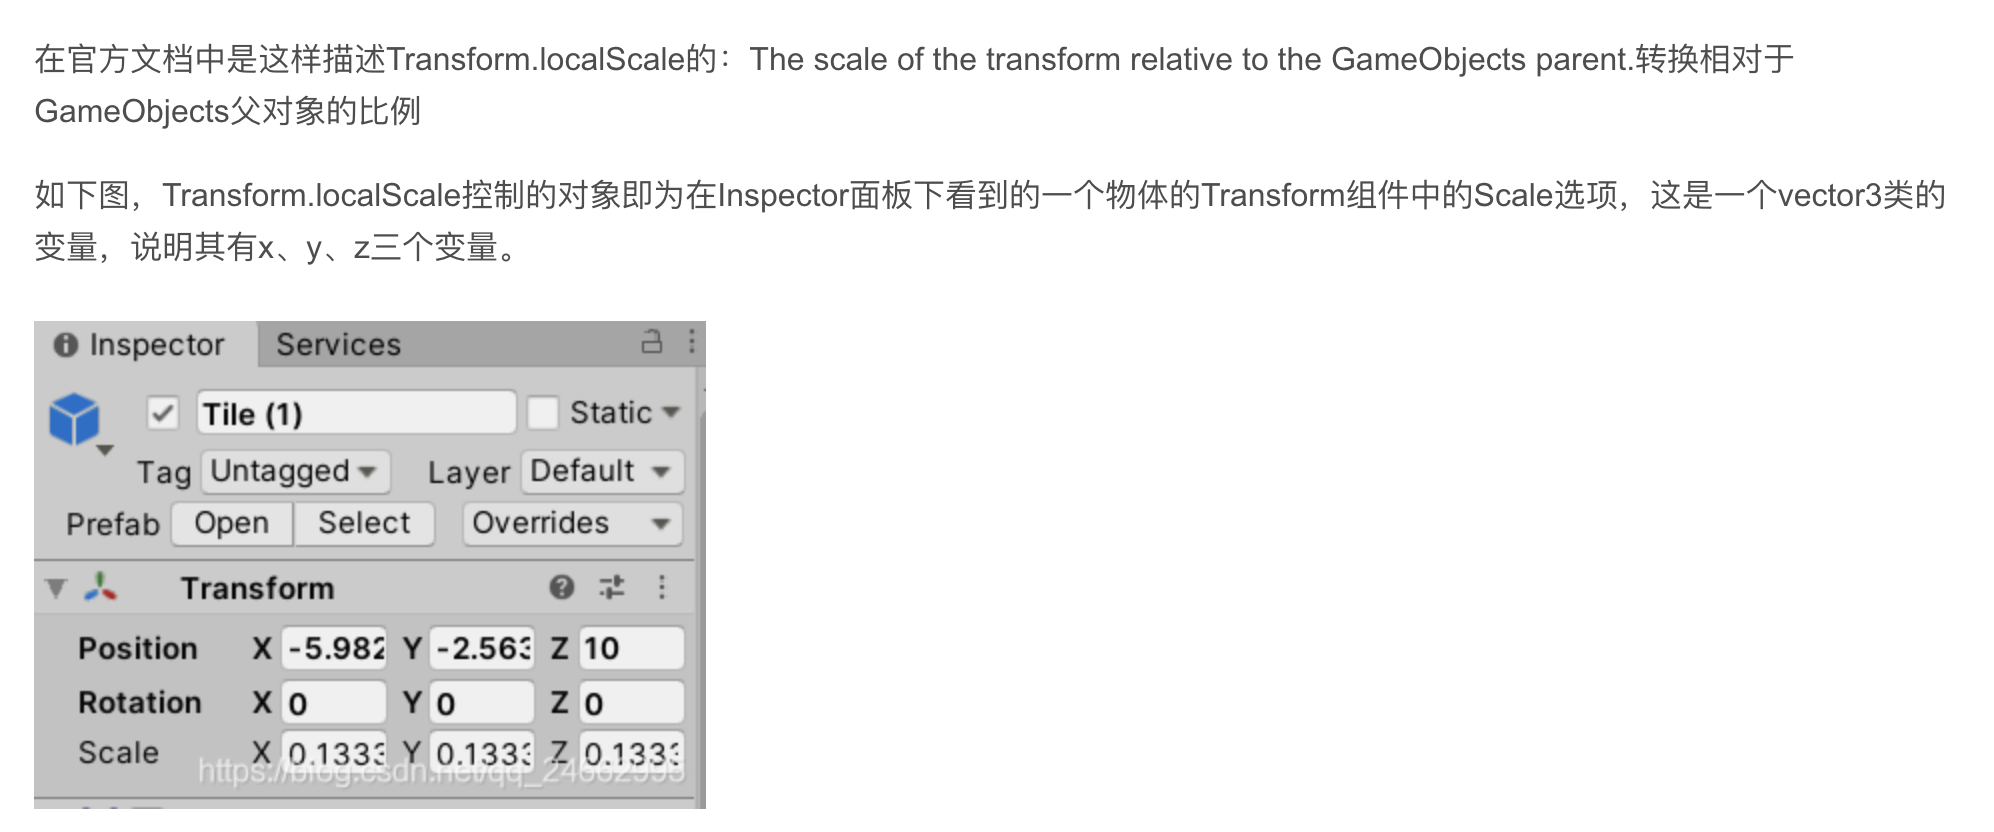 在官方文档中是这样描述Transform.localScale的：The scale of the transform relative to the GameObjects parent.转换相对于
GameObjects父对象的比例
如下图，Transform.localScale控制的对象即为在Inspector面板下看到的一个物体的Transform组件中的Scale选项，这是一个vector3类的
变量，说明其有x、y、z三个变量。
Inspector Services
Tile (1) Static
Tag Untagged Layer Default
Prefab Open Select Overrides
Transform
Position X -5.982 Y -2.563 Z 10
Rotation X 0 Y 0 Z 0
Scale X 0.1333 Y 0.1333 Z 0.1333